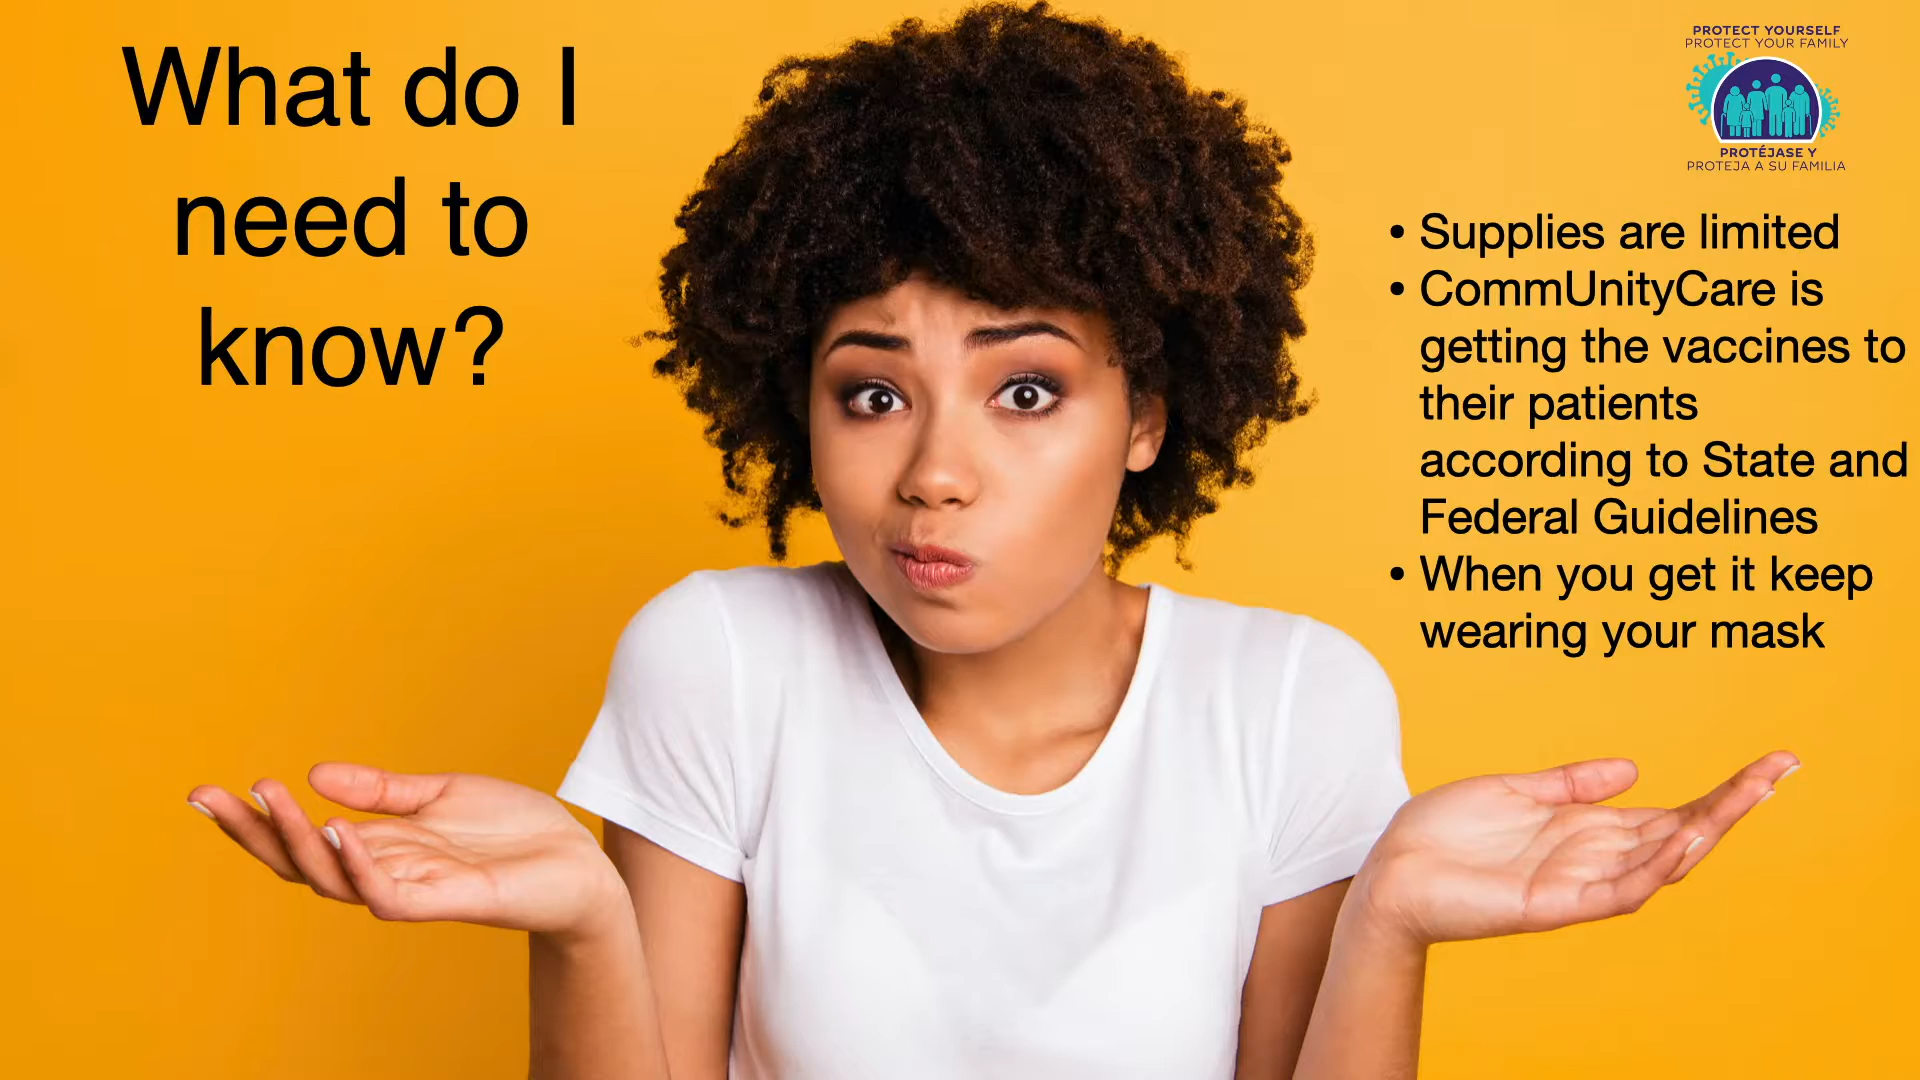 What do I
need to
know?
PROTECT YOURSELF
PROTECT YOUR FAMILY
PROTÉJASE Y
PROTEJA A SU FAMILIA
• Supplies are limited
• CommUnityCare is
getting the vaccines to
their patients
according to State and
Federal Guidelines
• When you get it keep
wearing your mask